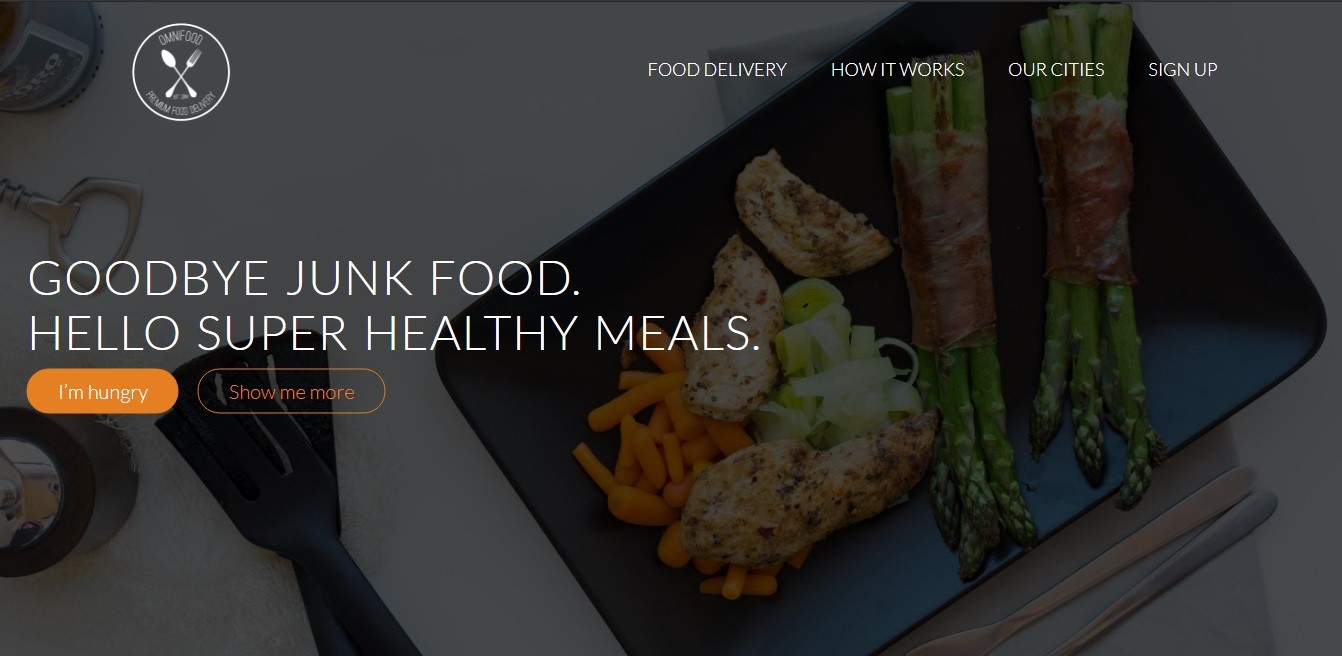 OMNIFOOD
PREMIUM FOOD DELIVERY
FOOD DELIVERY HOW IT WORKS OUR CITIES SIGN UP
GOODBYE JUNK FOOD.
HELLO SUPER HEALTHY MEALS.
I'm hungry Show me more